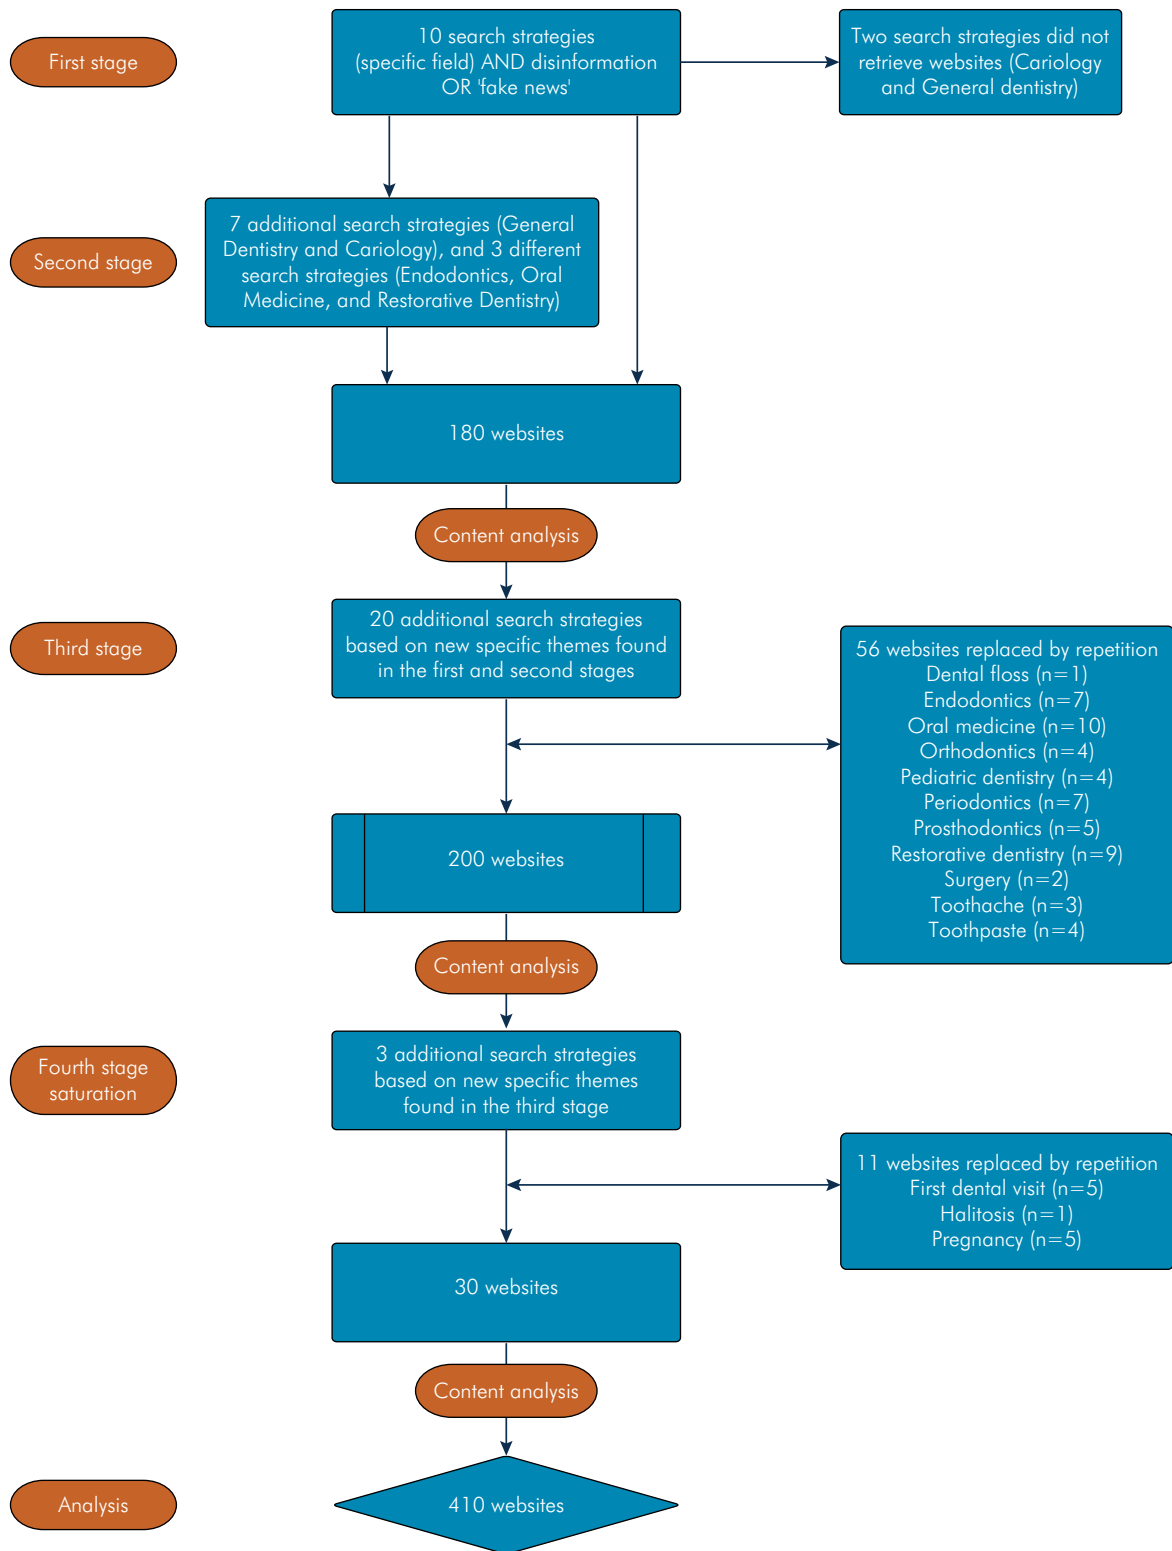 First stage
10 search strategies
(specific field) AND disinformation
OR 'fake news'
Two search strategies did not
retrieve websites (Cariology
and General dentistry)
Second stage
7 additional search strategies (General
Dentistry and Cariology), and 3 different
search strategies (Endodontics, Oral
Medicine, and Restorative Dentistry)
180 websites
Content analysis
Third stage
20 additional search strategies
based on new specific themes found
in the first and second stages
56 websites replaced by repetition
Dental floss (n=1)
Endodontics (n=7)
Oral medicine (n=10)
Orthodontics (n=4)
Pediatric dentistry (n=4)
Periodontics (n=7)
Prosthodontics (n=5)
Restorative dentistry (n=9)
Surgery (n=2)
Toothache (n=3)
Toothpaste (n=4)
200 websites
Content analysis
Fourth stage
saturation
3 additional search strategies
based on new specific themes
found in the third stage
11 websites replaced by repetition
First dental visit (n=5)
Halitosis (n=1)
Pregnancy (n=5)
30 websites
Content analysis
Analysis
410 websites